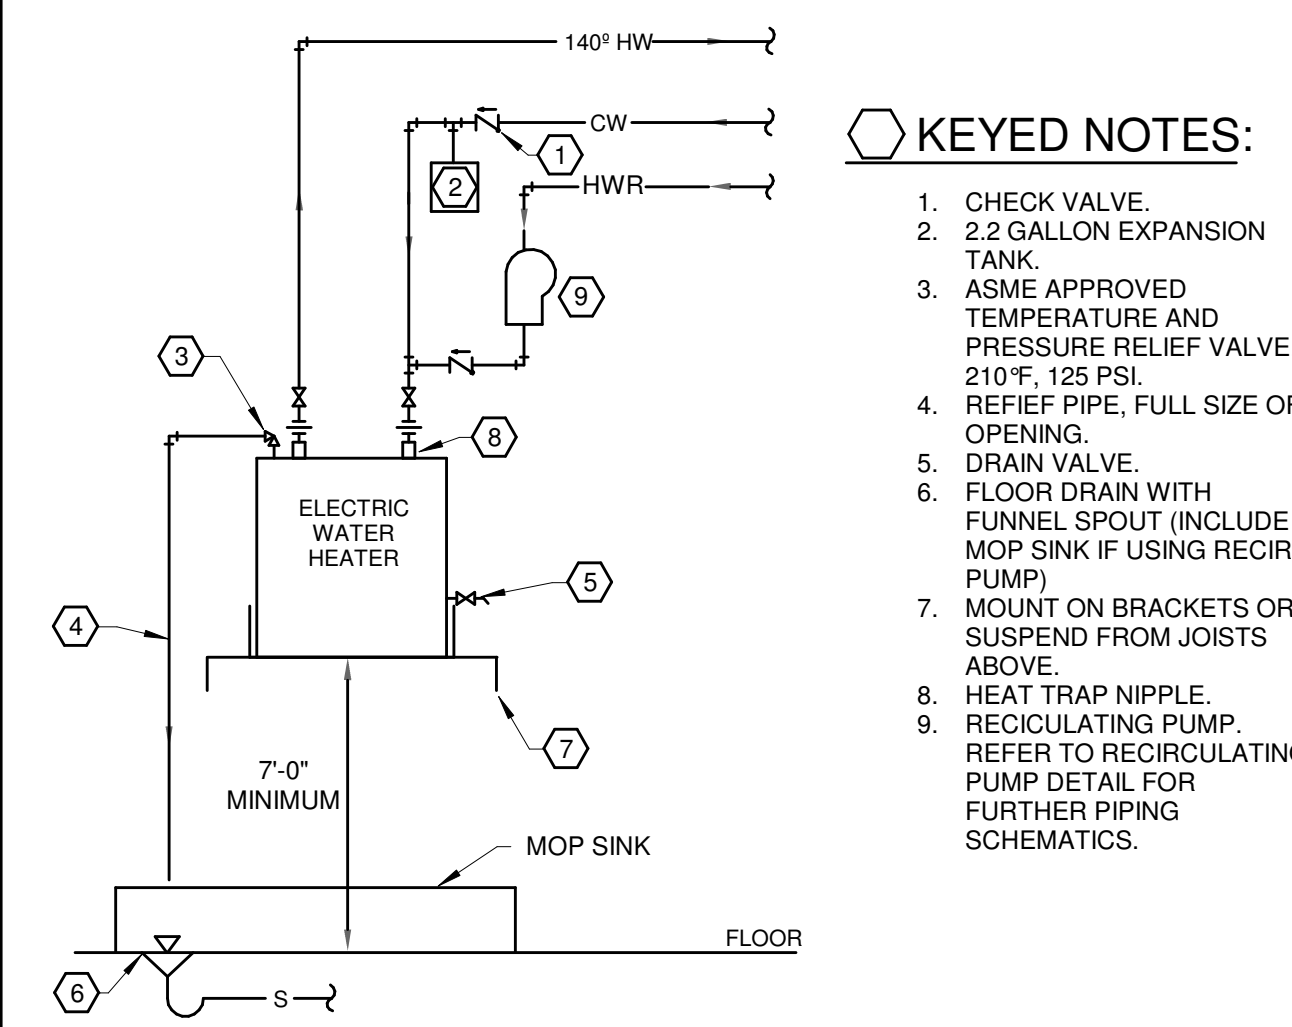 140º HW
CW
1
2
HWR
9
3
8
ELECTRIC
WATER
HEATER
5
4
7
7'-0"
MINIMUM
MOP SINK
FLOOR
6
S
KEYED NOTES:
1. CHECK VALVE.
2. 2.2 GALLON EXPANSION
TANK.
3. ASME APPROVED
TEMPERATURE AND
PRESSURE RELIEF VALVE
210°F, 125 PSI.
4. REFIEF PIPE, FULL SIZE OF
OPENING.
5. DRAIN VALVE.
6. FLOOR DRAIN WITH
FUNNEL SPOUT (INCLUDE
MOP SINK IF USING RECIR
PUMP)
7. MOUNT ON BRACKETS OR
SUSPEND FROM JOISTS
ABOVE.
8. HEAT TRAP NIPPLE.
9. RECICULATING PUMP.
REFER TO RECIRCULATING
PUMP DETAIL FOR
FURTHER PIPING
SCHEMATICS.